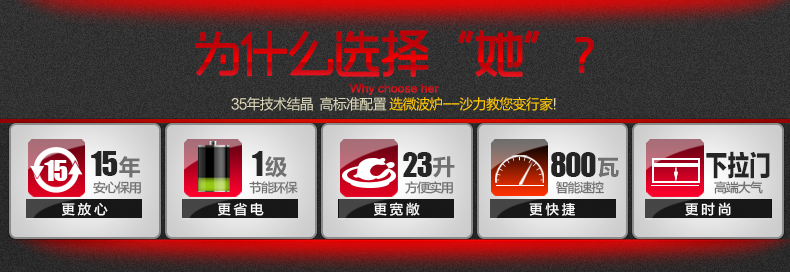 为什么选择“她”？
Why choose her
35年技术结晶 高标准配置 选微波炉---沙力教您变行家!
15
15年
安心保用
更放心
1级
节能环保
更省电
23升
方便实用
更宽敞
800瓦
智能速控
更快捷
下拉门
高端大气
更时尚